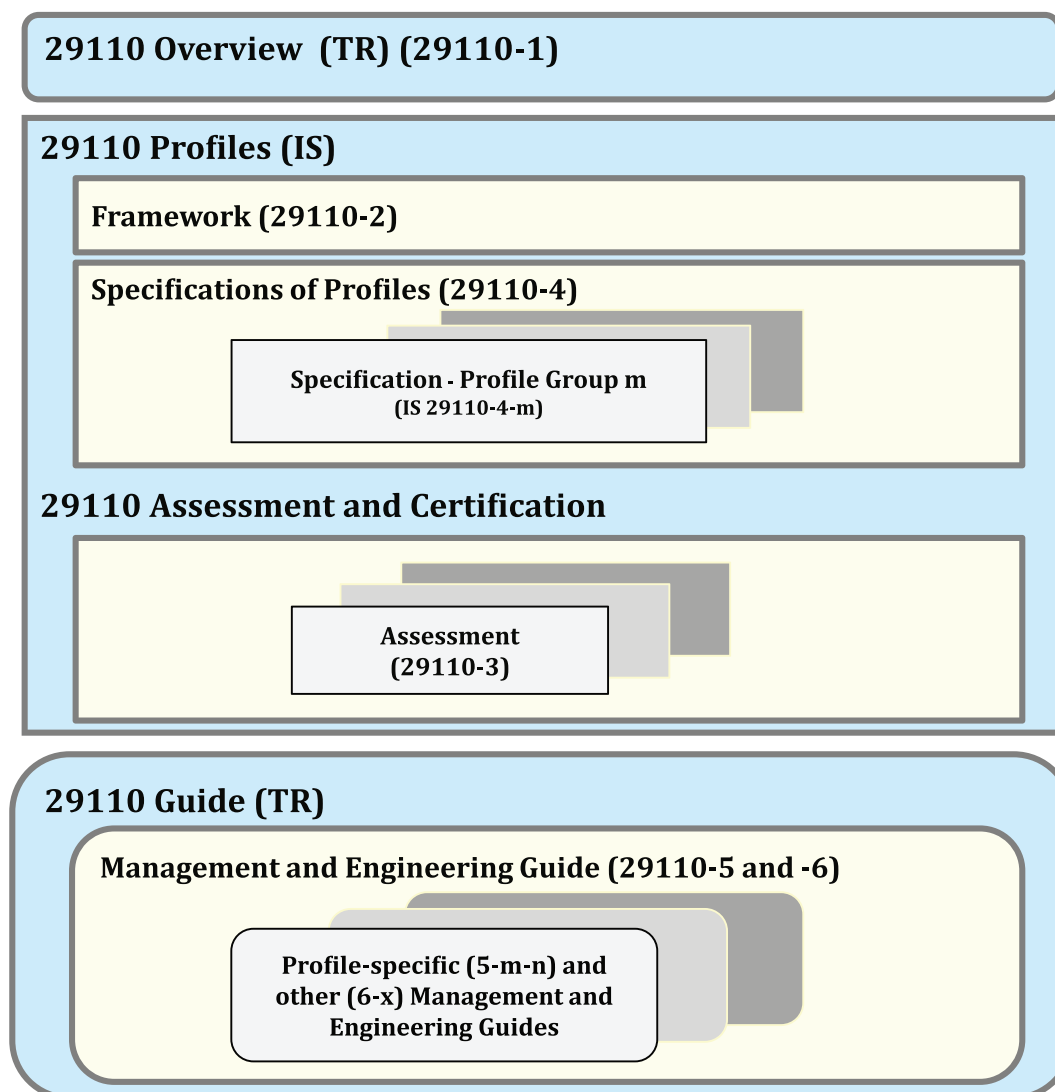 29110 Overview (TR) (29110-1)
29110 Profiles (IS)
Framework (29110-2)
Specifications of Profiles (29110-4)
Specification - Profile Group m
(IS 29110-4-m)
29110 Assessment and Certification
Assessment
(29110-3)
29110 Guide (TR)
Management and Engineering Guide (29110-5 and -6)
Profile-specific (5-m-n) and
other (6-x) Management and
Engineering Guides